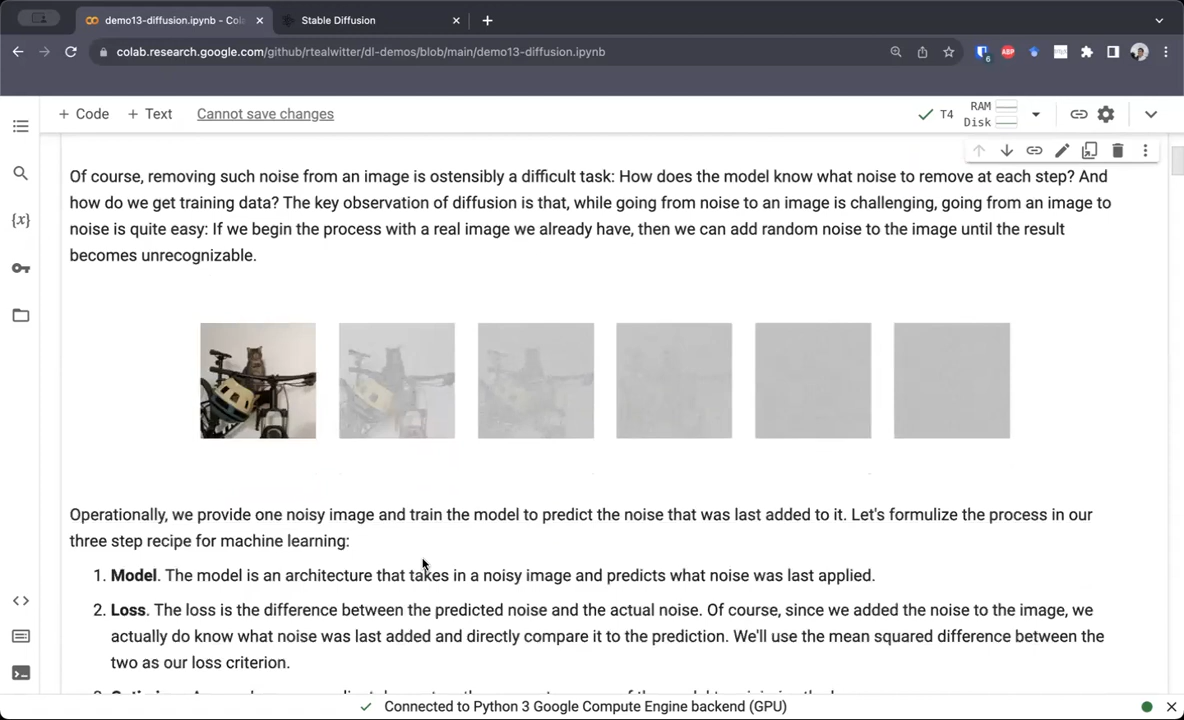 demo13-diffusion.ipynb - Cola
Stable Diffusion
colab.research.google.com/github/rtealwitter/dl-demos/blob/main/demo13-diffusion.ipynb
6
ABP
+ Code
+ Text
Cannot save changes
T4
RAM
Disk
{x}
Of course, removing such noise from an image is ostensibly a difficult task: How does the model know what noise to remove at each step? And
how do we get training data? The key observation of diffusion is that, while going from noise to an image is challenging, going from an image to
noise is quite easy: If we begin the process with a real image we already have, then we can add random noise to the image until the result
becomes unrecognizable.
Operationally, we provide one noisy image and train the model to predict the noise that was last added to it. Let's formulize the process in our
three step recipe for machine learning:
1. Model. The model is an architecture that takes in a noisy image and predicts what noise was last applied.
2. Loss. The loss is the difference between the predicted noise and the actual noise. Of course, since we added the noise to the image, we
actually do know what noise was last added and directly compare it to the prediction. We'll use the mean squared difference between the
two as our loss criterion.
Connected to Python 3 Google Compute Engine backend (GPU)